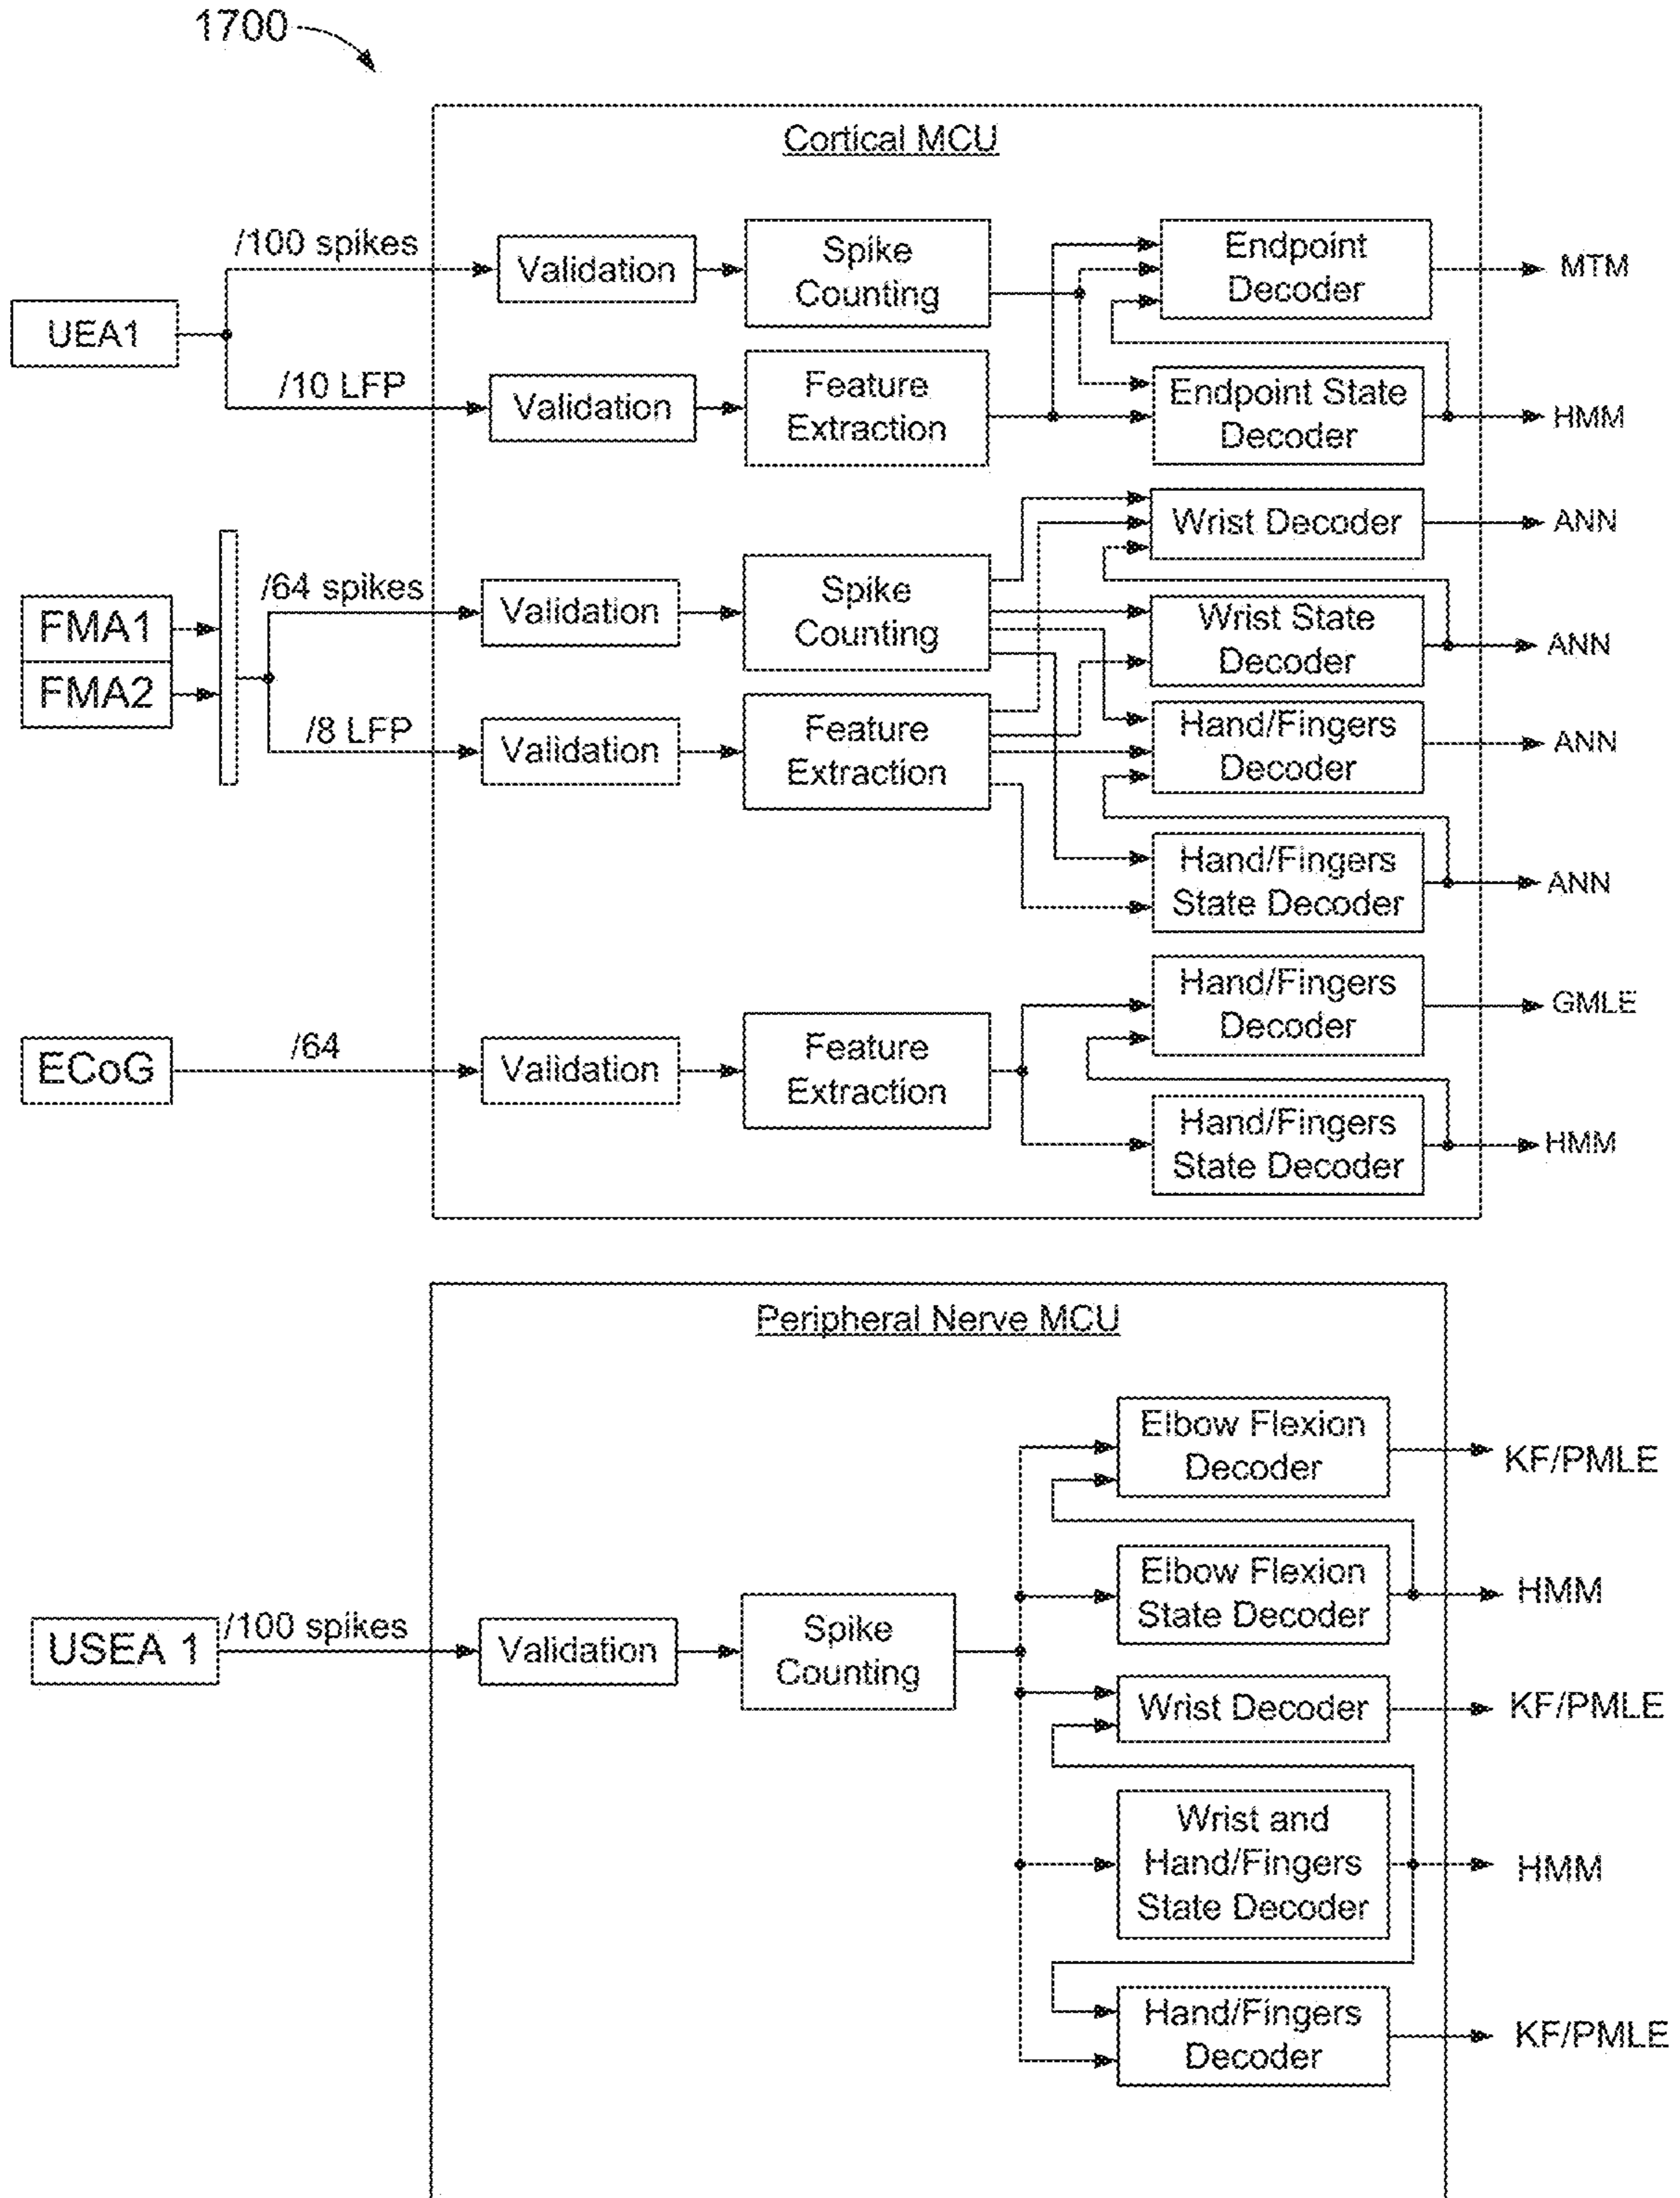 1700
Cortical MCU
/100 spikes
Validation
Spike
Counting
Endpoint
Decoder
MTM
UEA1
/10 LFP
Validation
Feature
Extraction
Endpoint State
Decoder
HMM
Wrist Decoder
ANN
FMA1
FMA2
/64 spikes
Validation
Spike
Counting
Wrist State
Decoder
ANN
/8 LFP
Validation
Feature
Extraction
Hand/Fingers
Decoder
ANN
Hand/Fingers
State Decoder
ANN
Hand/Fingers
Decoder
GMLE
ECoG
/64
Validation
Feature
Extraction
Hand/Fingers
State Decoder
HMM
Peripheral Nerve MCU
Elbow Flexion
Decoder
KF/PMLE
Elbow Flexion
State Decoder
HMM
USEA 1
/100 spikes
Validation
Spike
Counting
Wrist Decoder
KF/PMLE
Wrist and
Hand/Fingers
State Decoder
HMM
Hand/Fingers
Decoder
KF/PMLE